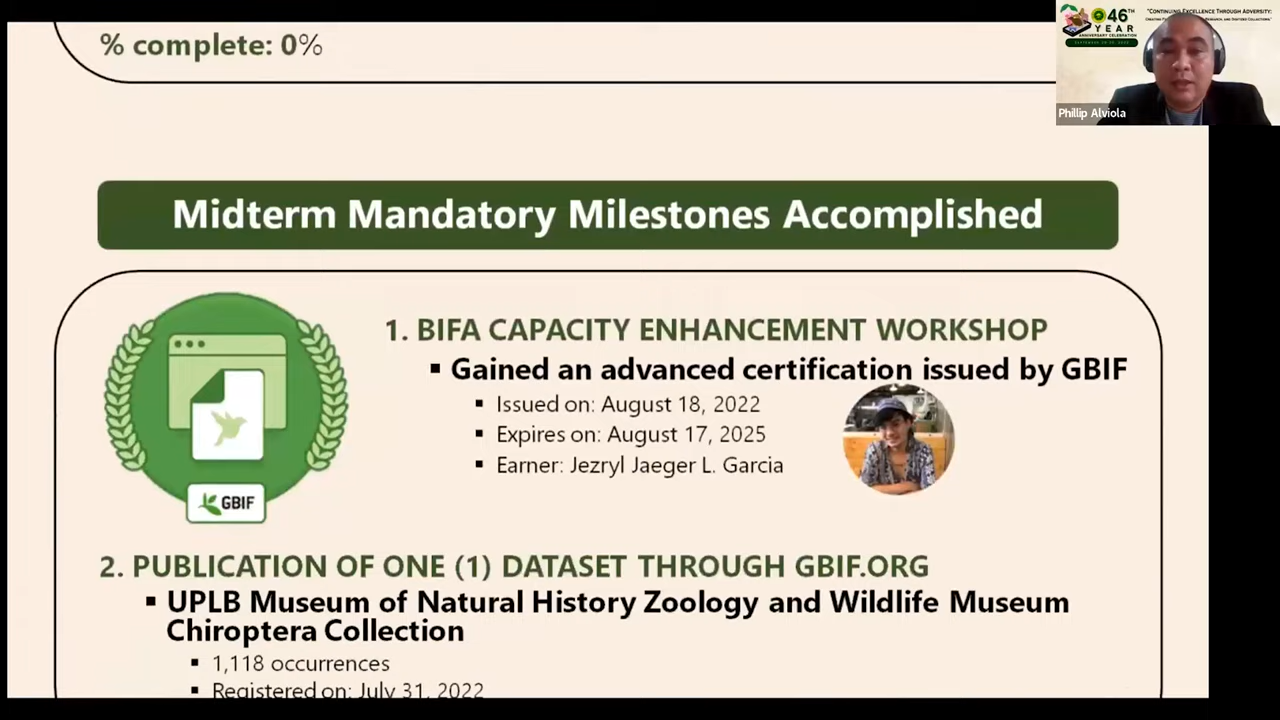 % complete: 0%
46TH
YEAR
ANNIVERSARY CELEBRATION
"CONTINUING EXCELLENCE THROUGH ADVERSITY:
Phillip Alviola
Midterm Mandatory Milestones Accomplished
1. BIFA CAPACITY ENHANCEMENT WORKSHOP
▪ Gained an advanced certification issued by GBIF
▪ Issued on: August 18, 2022
▪ Expires on: August 17, 2025
▪ Earner: Jezryl Jaeger L. Garcia
GBIF
2. PUBLICATION OF ONE (1) DATASET THROUGH GBIF.ORG
▪ UPLB Museum of Natural History Zoology and Wildlife Museum
Chiroptera Collection
▪ 1,118 occurrences
▪ Registered on: July 31, 2022